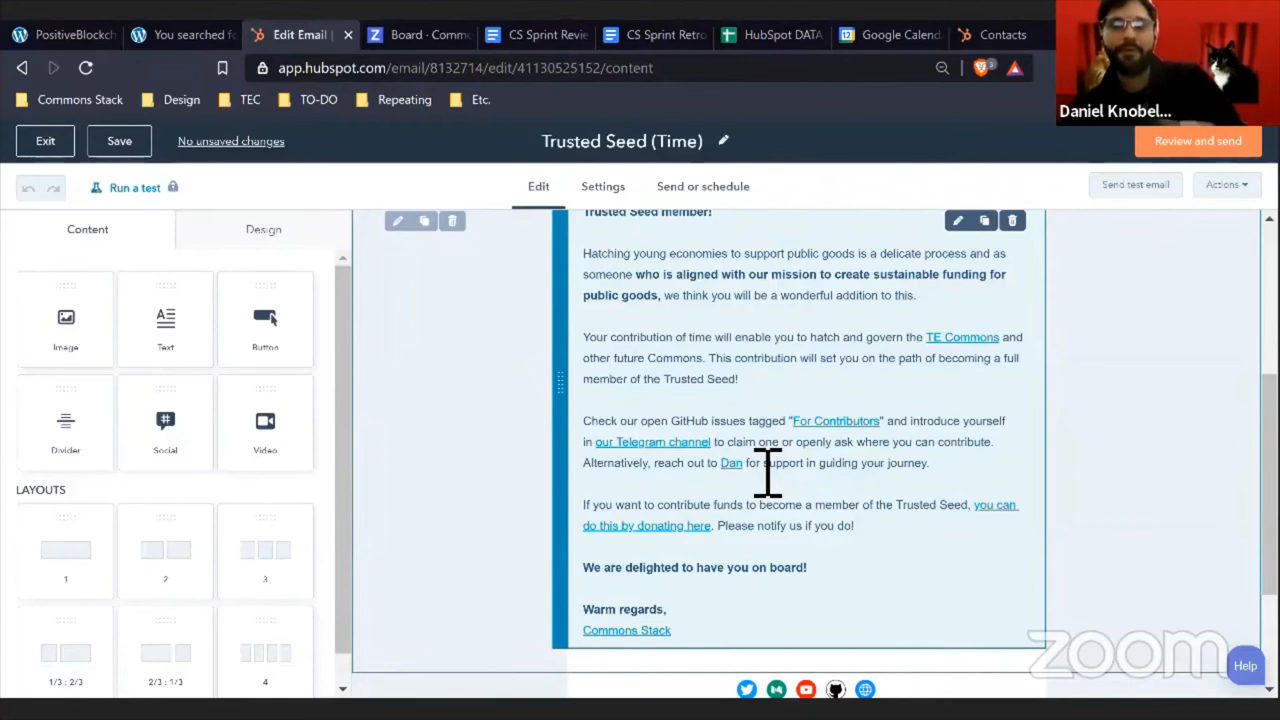 PositiveBlockch
You searched fo
Edit Email |
Board · Commo
CS Sprint Revie
CS Sprint Retro
HubSpot DATA
Google Calend.
Contacts
app.hubspot.com/email/8132714/edit/41130525152/content
Commons Stack
Design
TEC
TO-DO
Repeating
Etc.
Daniel Knobel...
Exit
Save
No unsaved changes
Trusted Seed (Time)
Review and send
Run a test
Edit
Settings
Send or schedule
Send test email
Actions
Content
Design
Image
Text
Button
Divider
Social
Video
LAYOUTS
1
2
3
1/3 : 2/3
2/3 : 1/3
4
Trusted Seed member!
Hatching young economies to support public goods is a delicate process and as
someone who is aligned with our mission to create sustainable funding for
public goods, we think you will be a wonderful addition to this.
Your contribution of time will enable you to hatch and govern the TE Commons and
other future Commons. This contribution will set you on the path of becoming a full
member of the Trusted Seed!
Check our open GitHub issues tagged "For Contributors" and introduce yourself
in our Telegram channel to claim one or openly ask where you can contribute.
Alternatively, reach out to Dan for support in guiding your journey.
If you want to contribute funds to become a member of the Trusted Seed, you can
do this by donating here. Please notify us if you do!
We are delighted to have you on board!
Warm regards,
Commons Stack
zoom
Help